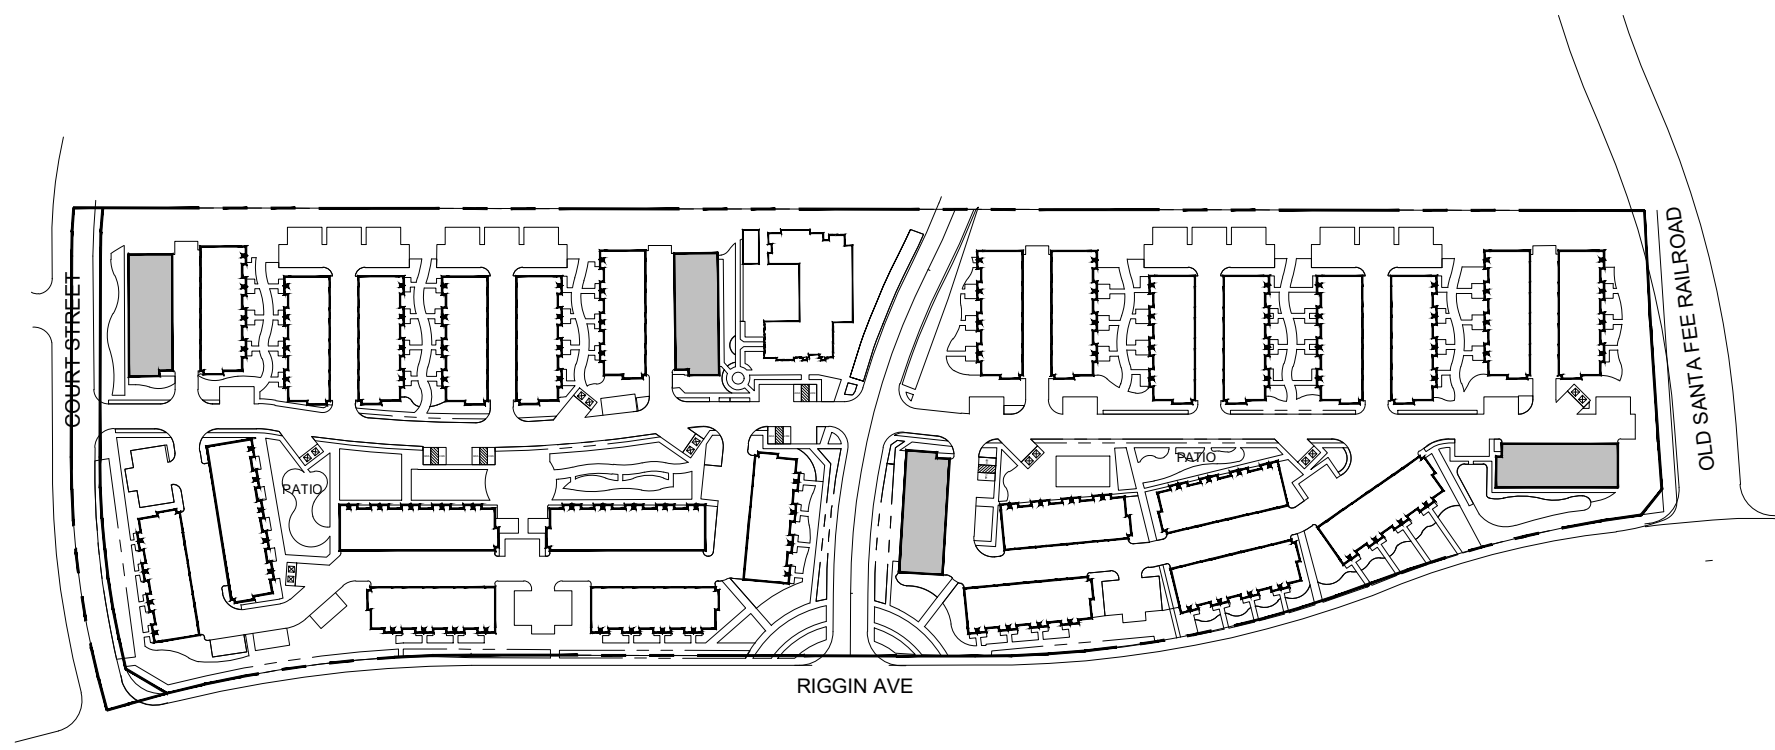 COURT STREET
OLD SANTA FEE RAILROAD
PATIO
PATIO
RIGGIN AVE